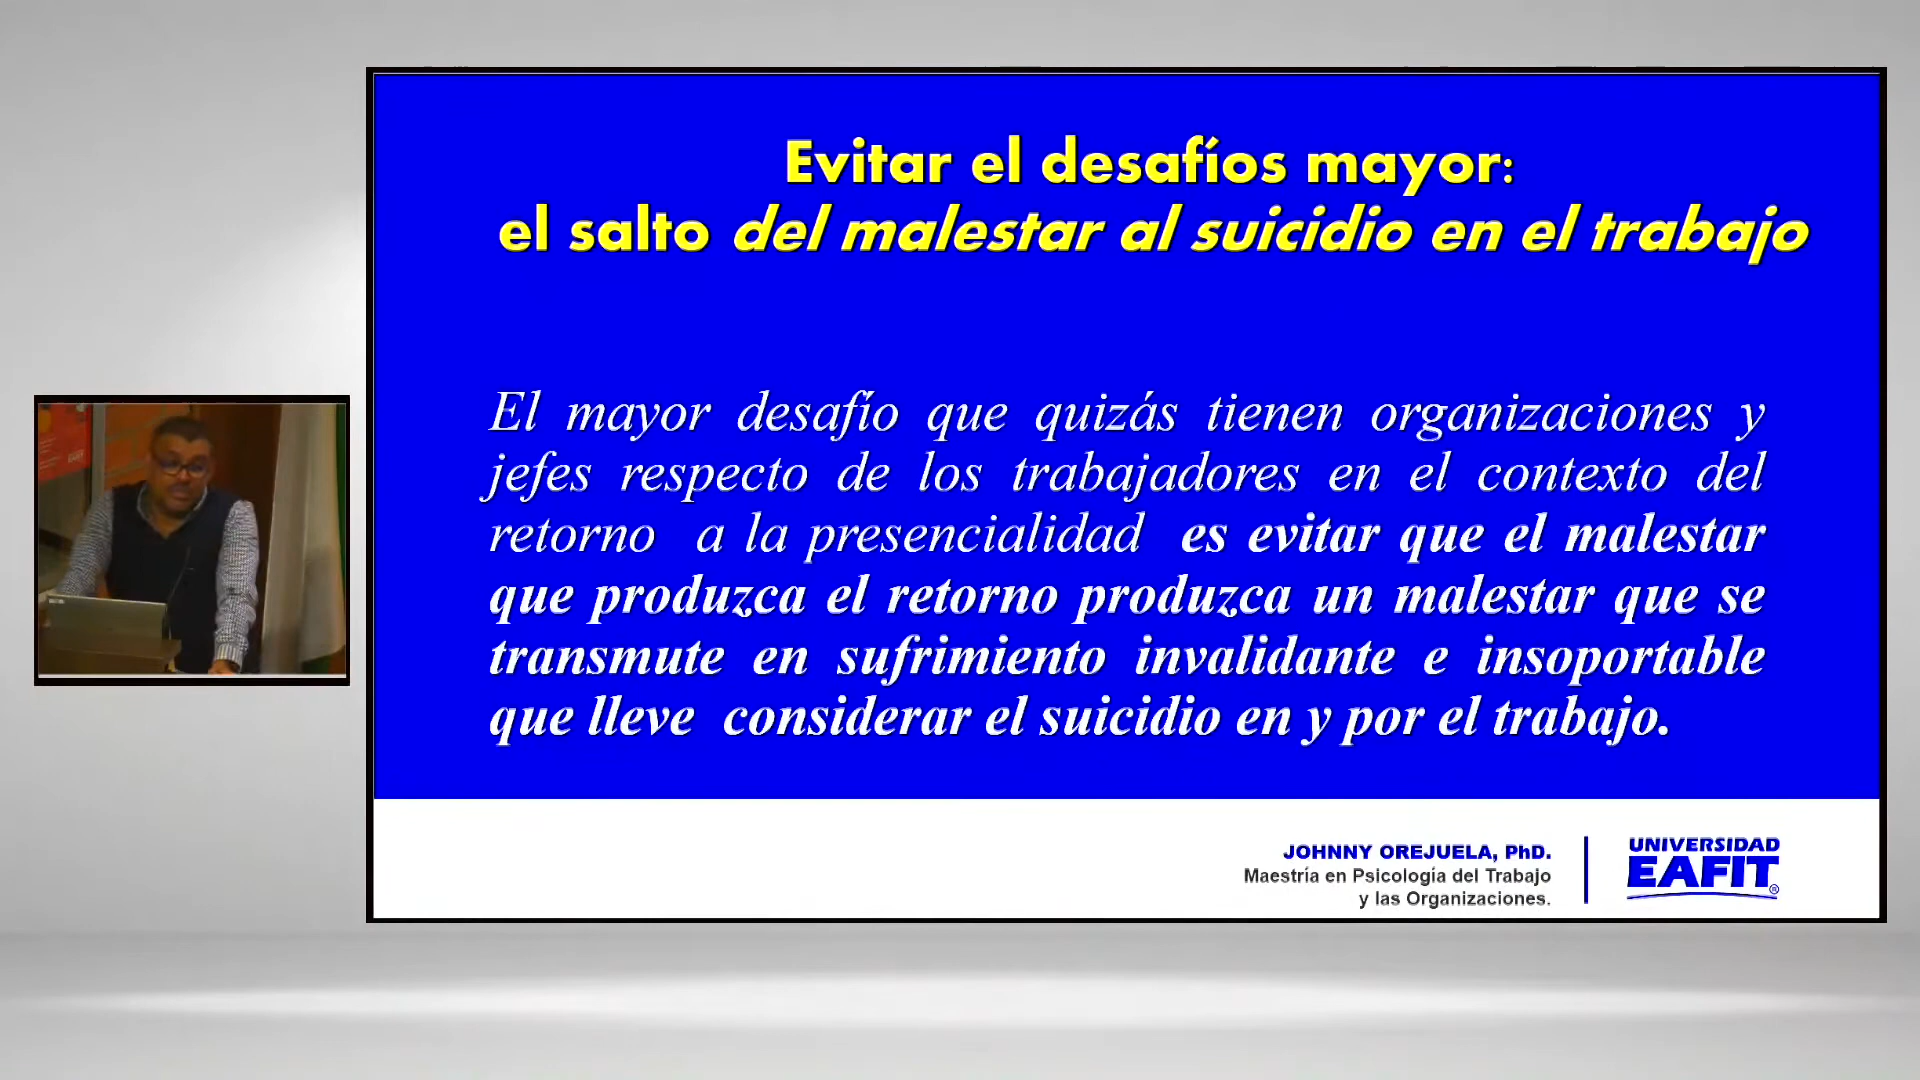 Evitar el desafíos mayor:
el salto del malestar al suicidio en el trabajo
El mayor desafío que quizás tienen organizaciones y
jefes respecto de los trabajadores en el contexto del
retorno a la presencialidad es evitar que el malestar
que produzca el retorno produzca un malestar que se
transmute en sufrimiento invalidante e insoportable
que lleve considerar el suicidio en y por el trabajo.
JOHNNY OREJUELA, PhD.
Maestría en Psicología del Trabajo
y las Organizaciones.
UNIVERSIDAD
EAFIT®